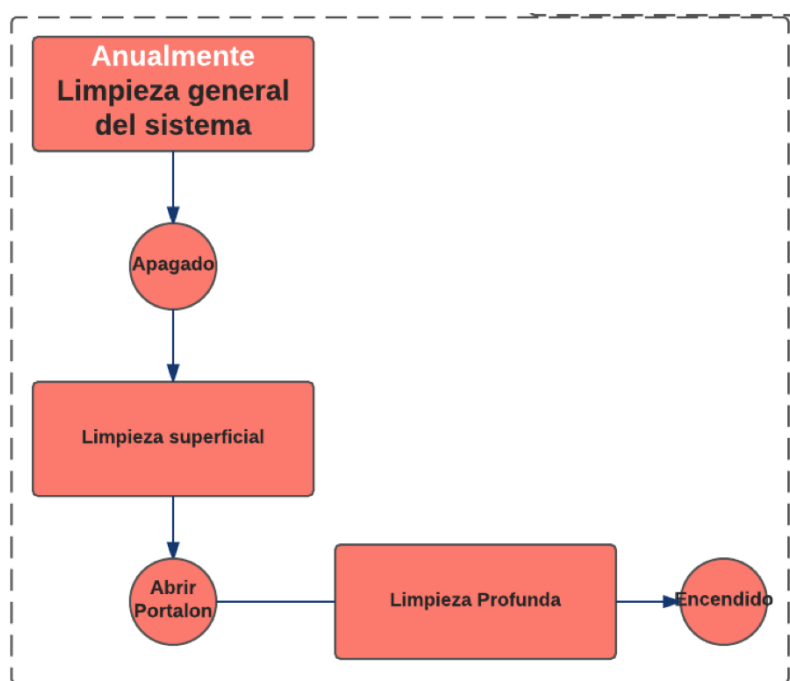 Anualmente
Limpieza general
del sistema
Apagado
Limpieza superficial
Abrir
Portalon
Limpieza Profunda
Encendido